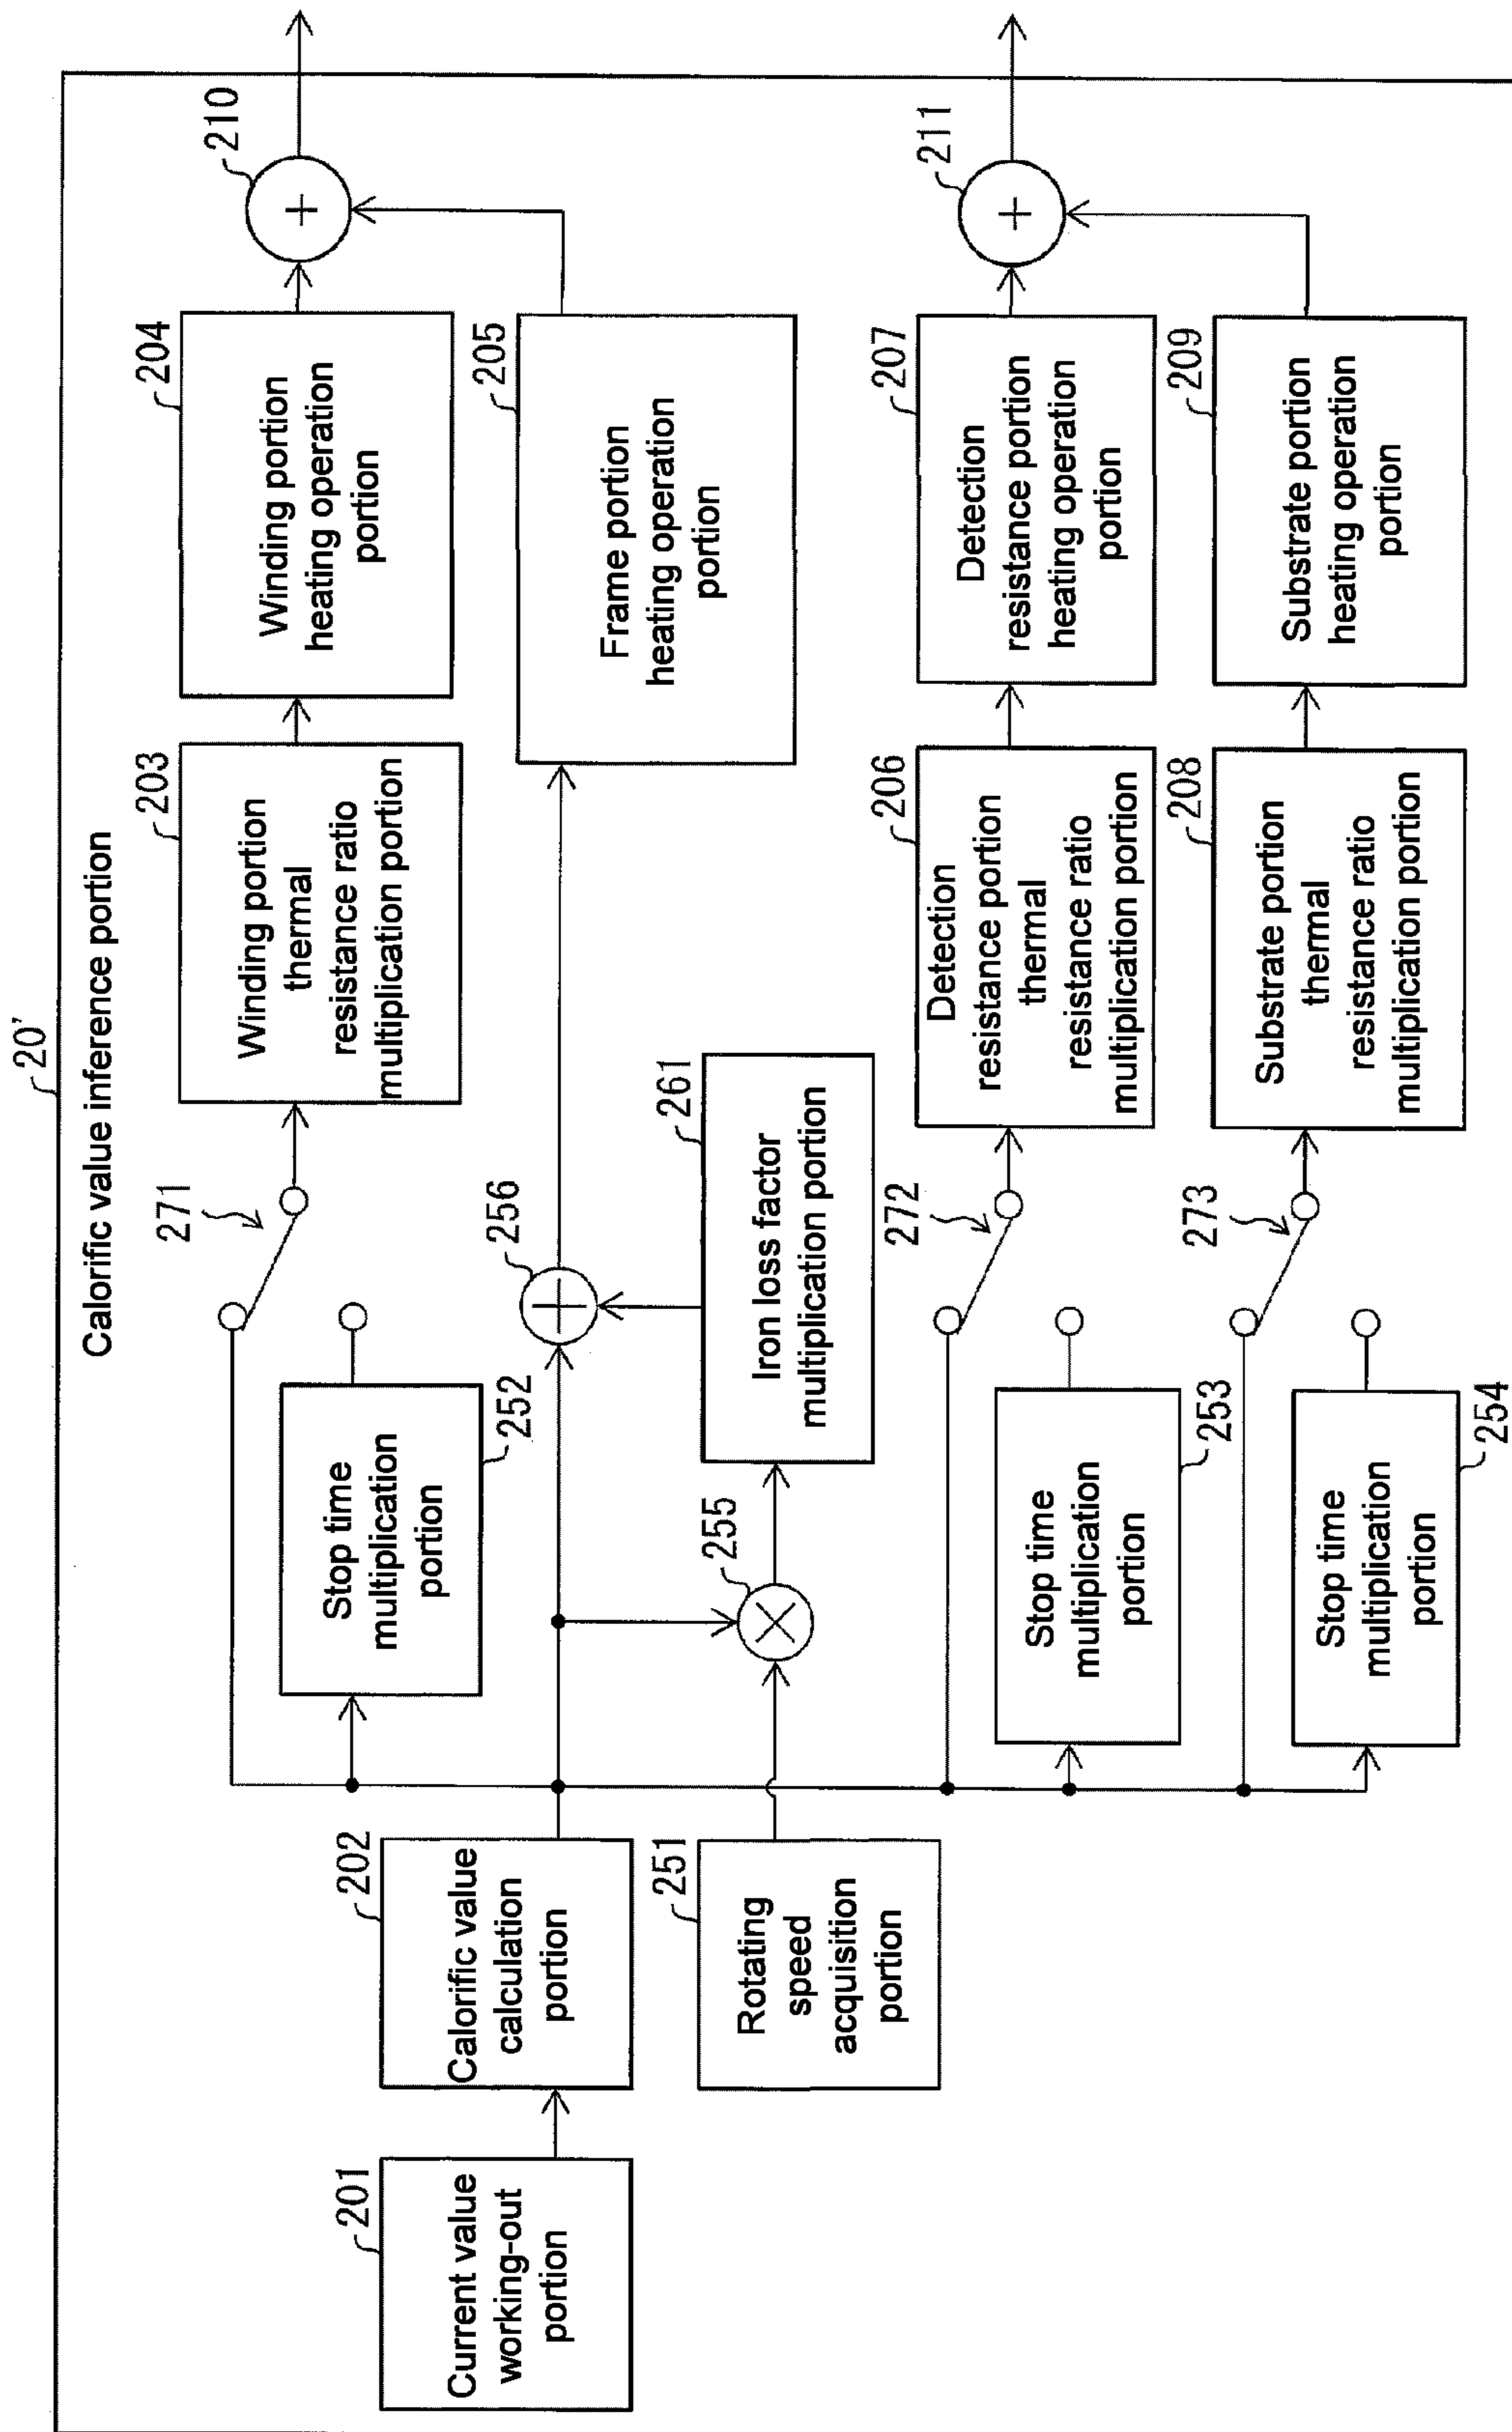 20'
Calorific value inference portion
201
Current value
working-out
portion
202
Calorific value
calculation
portion
251
Rotating
speed
acquisition
portion
252
Stop time
multiplication
portion
271
203
Winding portion
thermal
resistance ratio
multiplication portion
204
Winding portion
heating operation
portion
210
+
256
+
255
×
261
Iron loss factor
multiplication portion
205
Frame portion
heating operation
portion
253
Stop time
multiplication
portion
272
206
Detection
resistance portion
thermal
resistance ratio
multiplication portion
207
Detection
resistance portion
heating operation
portion
211
+
254
Stop time
multiplication
portion
273
208
Substrate portion
thermal
resistance ratio
multiplication portion
209
Substrate portion
heating operation
portion